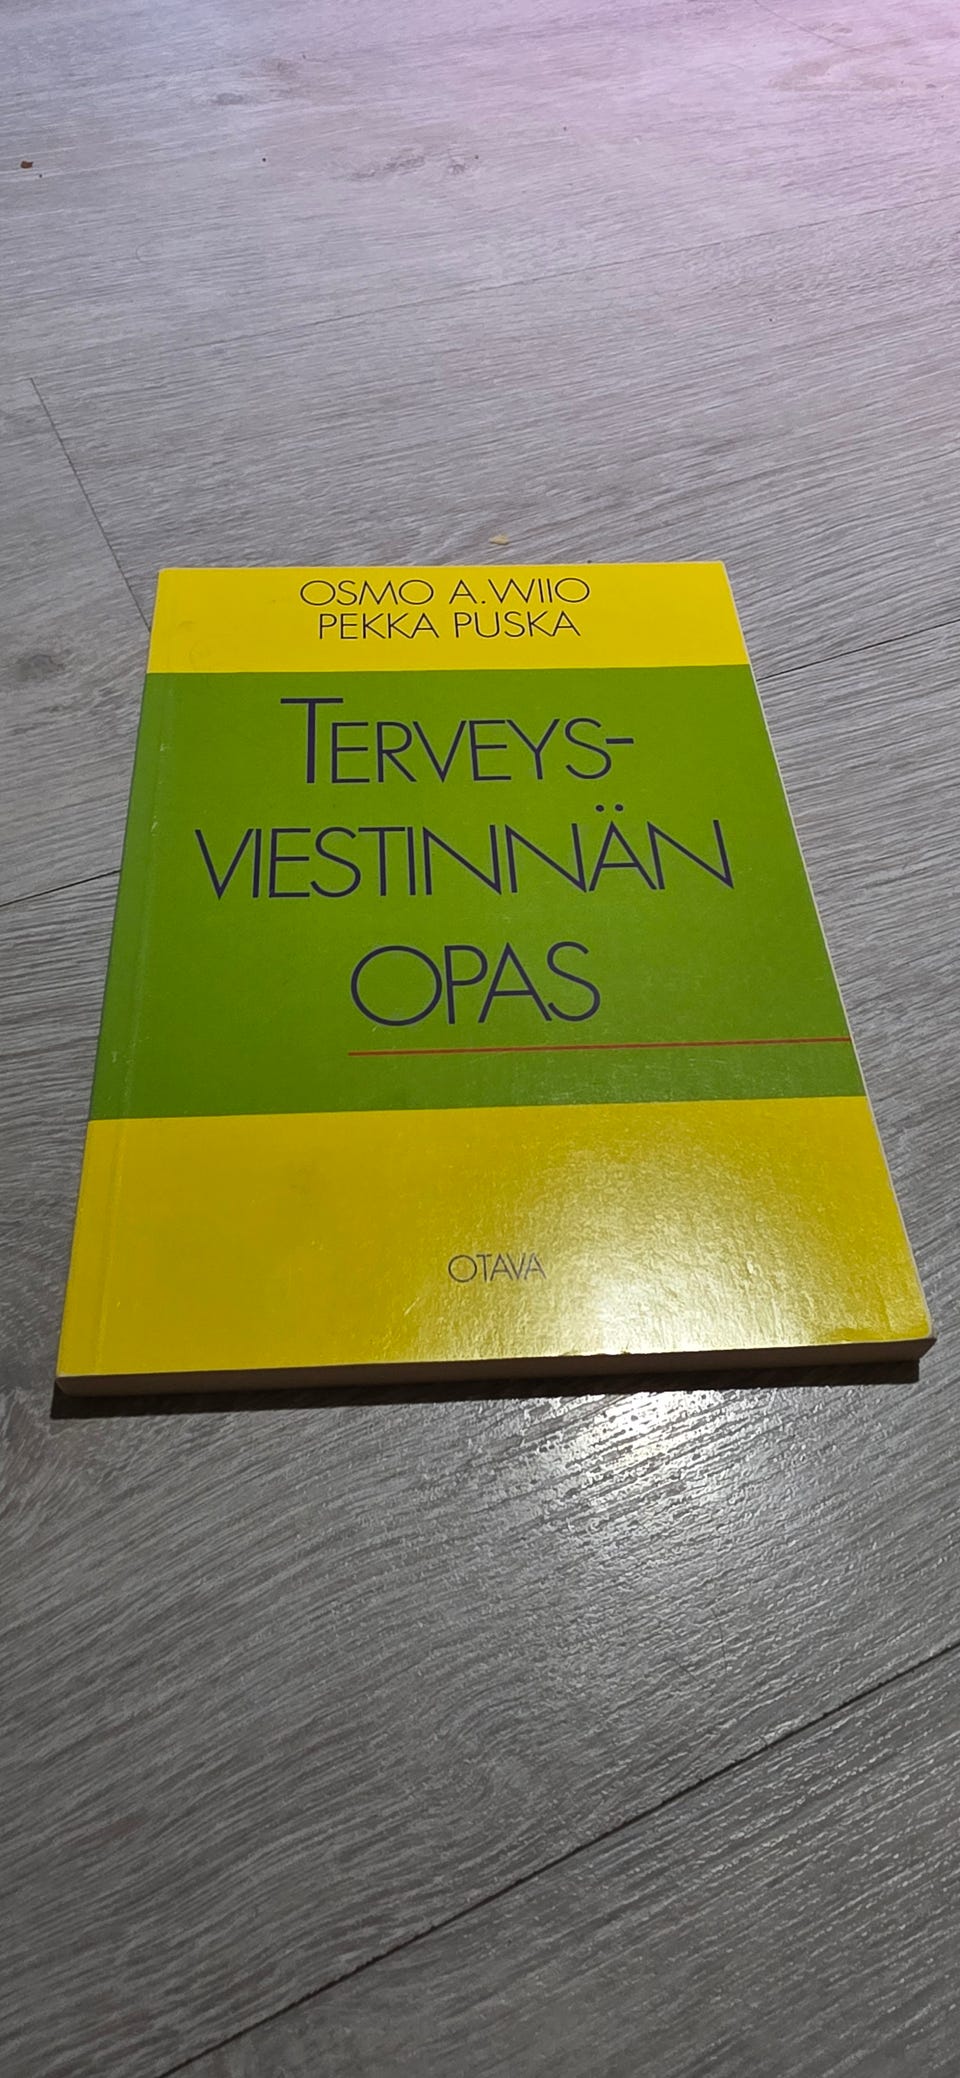 OSMO A. WIIO
PEKKA PUSKA
TERVEYS-
VIESTINNÄN
OPAS
OTAVA